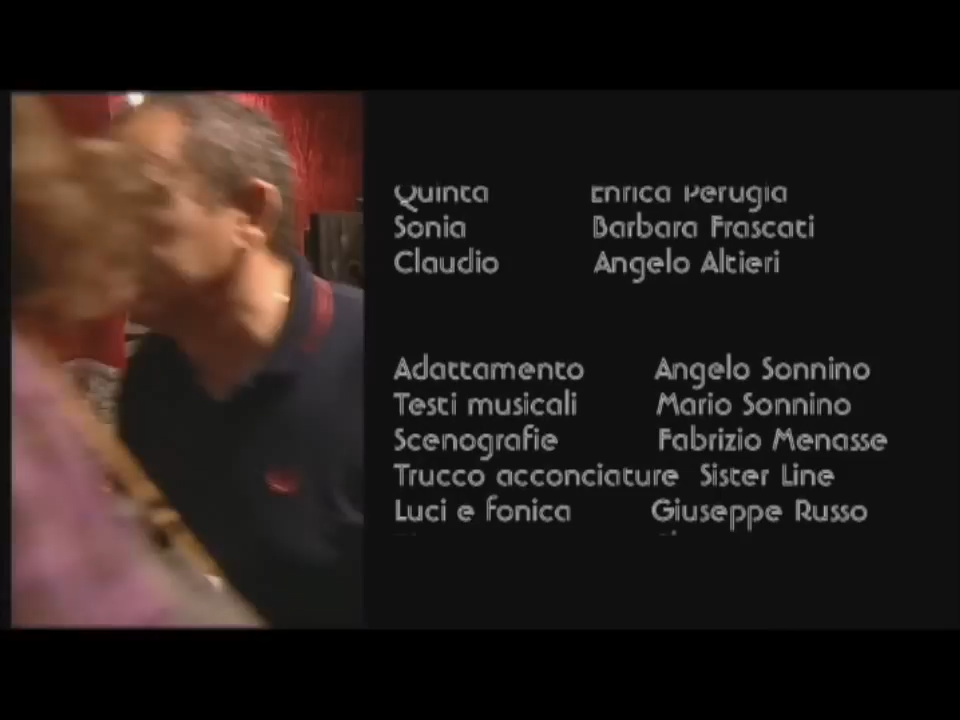 Quinta Enrica Perugia
Sonia Barbara Frascati
Claudio Angelo Altieri
Adattamento Angelo Sonnino
Testi musicali Mario Sonnino
Scenografie Fabrizio Menasse
Trucco acconciature Sister Line
Luci e fonica Giuseppe Russo